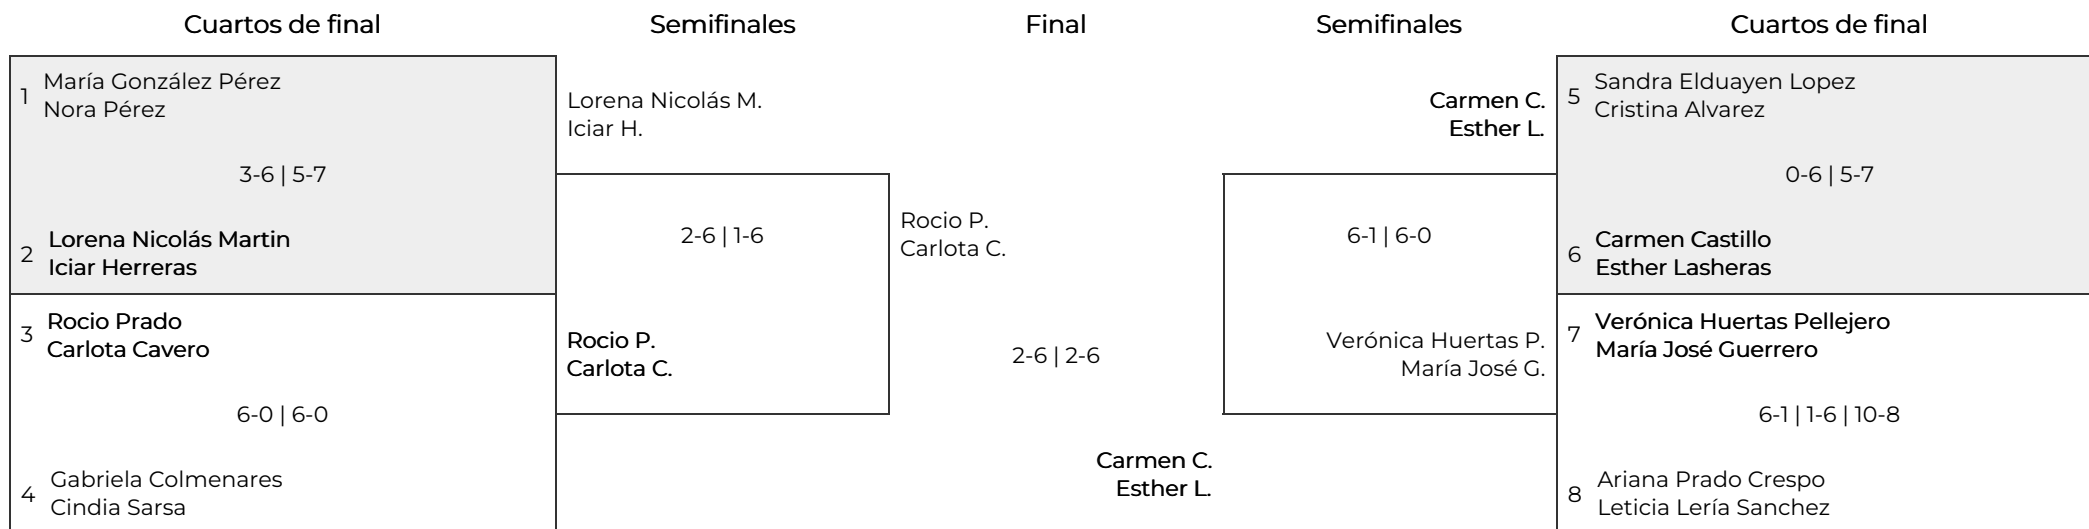 Cuartos de final
Semifinales
Final
Semifinales
Cuartos de final
1
María González Pérez
Nora Pérez
3-6 | 5-7
2
Lorena Nicolás Martin
Iciar Herreras
3
Rocio Prado
Carlota Cavero
6-0 | 6-0
4
Gabriela Colmenares
Cindia Sarsa
Lorena Nicolás M.
Iciar H.
2-6 | 1-6
Rocio P.
Carlota C.
Rocio P.
Carlota C.
2-6 | 2-6
Carmen C.
Esther L.
Carmen C.
Esther L.
6-1 | 6-0
Verónica Huertas P.
María José G.
5
Sandra Elduayen Lopez
Cristina Alvarez
0-6 | 5-7
6
Carmen Castillo
Esther Lasheras
7
Verónica Huertas Pellejero
María José Guerrero
6-1 | 1-6 | 10-8
8
Ariana Prado Crespo
Leticia Lería Sanchez